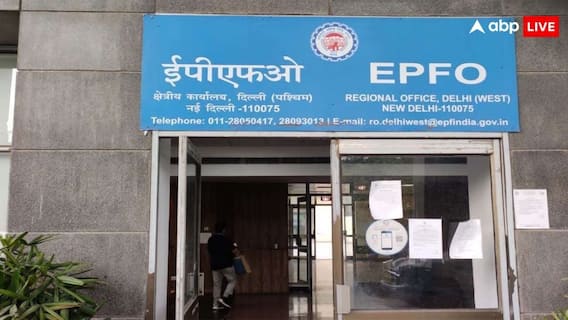 abp LIVE
ईपीएफओ
EPFO
क्षेत्रीय कार्यालय, दिल्ली (पश्चिम)
नई दिल्ली -110075
REGIONAL OFFICE, DELHI (WEST)
NEW DELHI-110075
Telephone: 011-28050417, 28093013 | E-mail: ro.delhiwest@epfindia.gov.in